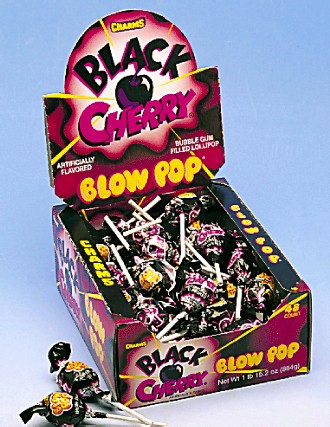 CHARMS
BLACK
CHERRY
ARTIFICIALLY
FLAVORED
BUBBLE GUM
FILLED LOLLIPOP
BLOW POP
48
COUNT
CHARMS
BLACK
CHERRY
BLOW POP
Net Wt 1 lb 15.2 oz (884g)